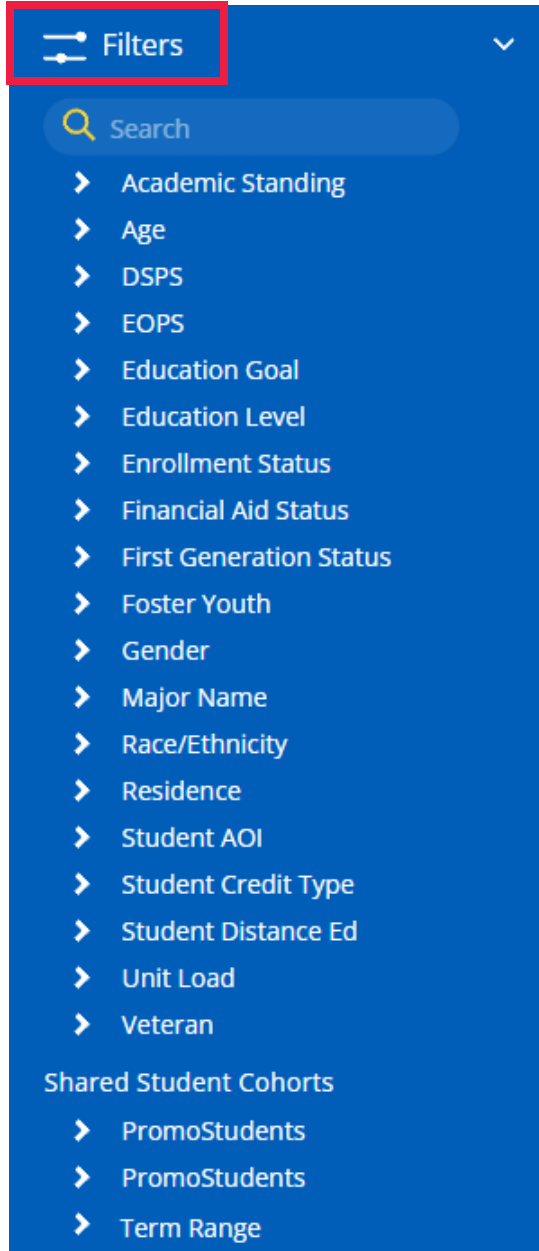 Filters
Search
Academic Standing
Age
DSPS
EOPS
Education Goal
Education Level
Enrollment Status
Financial Aid Status
First Generation Status
Foster Youth
Gender
Major Name
Race/Ethnicity
Residence
Student AOI
Student Credit Type
Student Distance Ed
Unit Load
Veteran
Shared Student Cohorts
PromoStudents
PromoStudents
Term Range